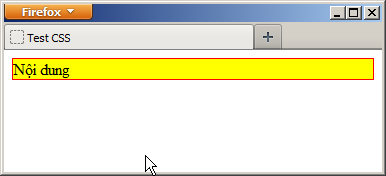 Firefox
Test CSS
Nội dung